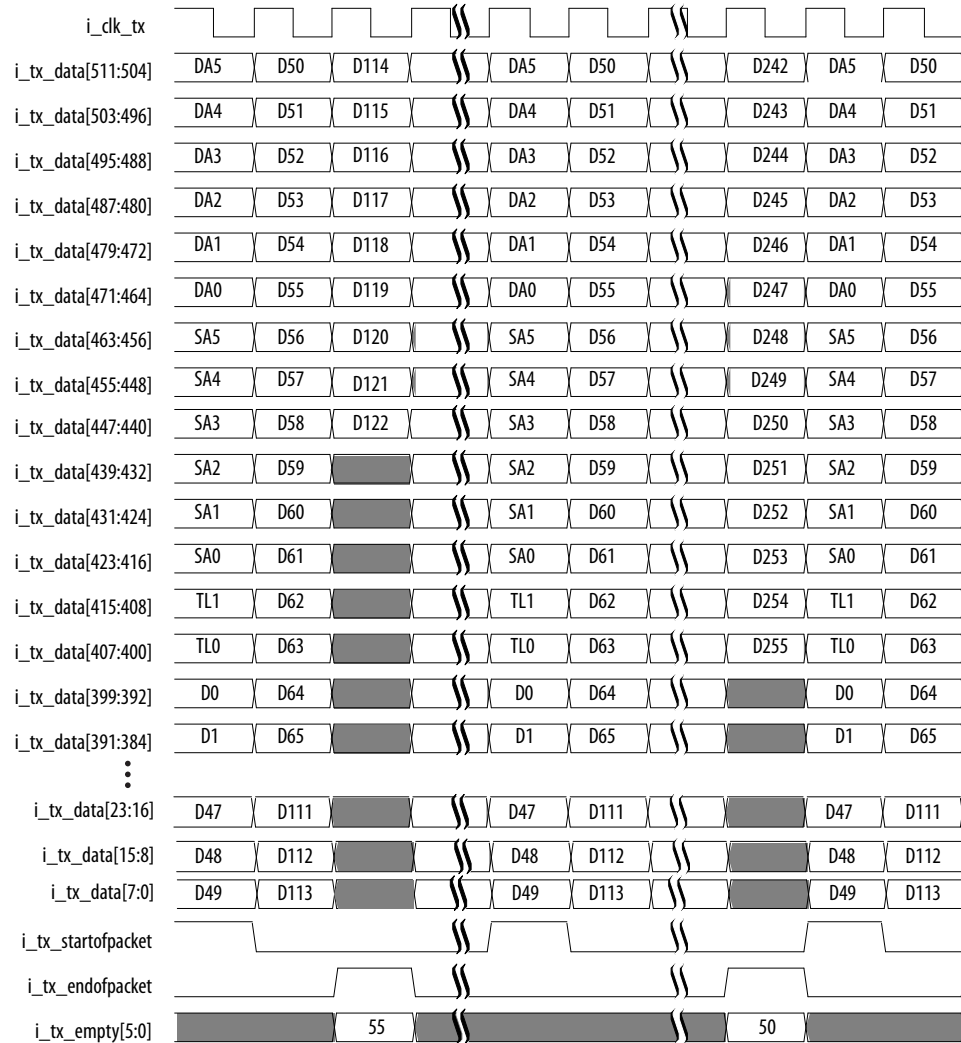 i_clk_tx
i_tx_data[511:504] DA5 D50 D114 DA5 D50 D242 DA5 D50
i_tx_data[503:496] DA4 D51 D115 DA4 D51 D243 DA4 D51
i_tx_data[495:488] DA3 D52 D116 DA3 D52 D244 DA3 D52
i_tx_data[487:480] DA2 D53 D117 DA2 D53 D245 DA2 D53
i_tx_data[479:472] DA1 D54 D118 DA1 D54 D246 DA1 D54
i_tx_data[471:464] DA0 D55 D119 DA0 D55 D247 DA0 D55
i_tx_data[463:456] SA5 D56 D120 SA5 D56 D248 SA5 D56
i_tx_data[455:448] SA4 D57 D121 SA4 D57 D249 SA4 D57
i_tx_data[447:440] SA3 D58 D122 SA3 D58 D250 SA3 D58
i_tx_data[439:432] SA2 D59 SA2 D59 D251 SA2 D59
i_tx_data[431:424] SA1 D60 SA1 D60 D252 SA1 D60
i_tx_data[423:416] SA0 D61 SA0 D61 D253 SA0 D61
i_tx_data[415:408] TL1 D62 TL1 D62 D254 TL1 D62
i_tx_data[407:400] TL0 D63 TL0 D63 D255 TL0 D63
i_tx_data[399:392] D0 D64 D0 D64 D0 D64
i_tx_data[391:384] D1 D65 D1 D65 D1 D65
i_tx_data[23:16] D47 D111 D47 D111 D47 D111
i_tx_data[15:8] D48 D112 D48 D112 D48 D112
i_tx_data[7:0] D49 D113 D49 D113 D49 D113
i_tx_startofpacket
i_tx_endofpacket
i_tx_empty[5:0] 55 50